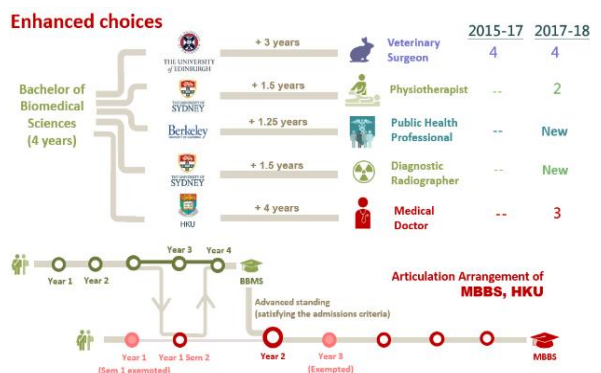 Enhanced choices
2015-17
2017-18
THE UNIVERSITY
of EDINBURGH
+ 3 years
Veterinary
Surgeon
4
4
Bachelor of
Biomedical
Sciences
(4 years)
THE UNIVERSITY OF
SYDNEY
+ 1.5 years
Physiotherapist
--
2
Berkeley
+ 1.25 years
Public Health
Professional
--
New
THE UNIVERSITY OF
SYDNEY
+ 1.5 years
Diagnostic
Radiographer
--
New
HKU
+ 4 years
Medical
Doctor
--
3
Year 1
Year 2
Year 3
Year 4
BBMS
Articulation Arrangement of
MBBS, HKU
Advanced standing
(satisfying the admissions criteria)
Year 1
(Sem 1 exempted)
Year 1 Sem 2
Year 2
Year 3
(Exempted)
MBBS